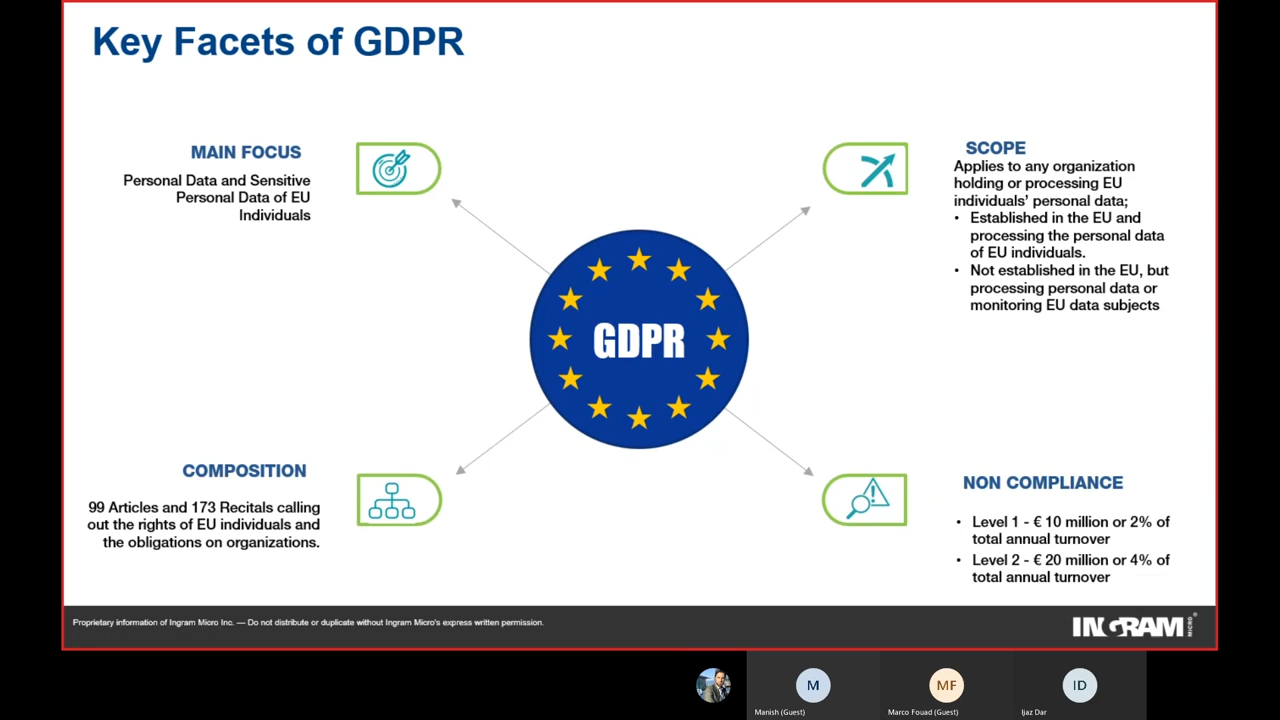 Key Facets of GDPR
MAIN FOCUS
Personal Data and Sensitive
Personal Data of EU
Individuals
SCOPE
Applies to any organization
holding or processing EU
individuals' personal data;
• Established in the EU and
processing the personal data
of EU individuals.
• Not established in the EU, but
processing personal data or
monitoring EU data subjects
GDPR
COMPOSITION
99 Articles and 173 Recitals calling
out the rights of EU individuals and
the obligations on organizations.
NON COMPLIANCE
• Level 1 - € 10 million or 2% of
total annual turnover
• Level 2 - € 20 million or 4% of
total annual turnover
Proprietary information of Ingram Micro Inc. — Do not distribute or duplicate without Ingram Micro's express written permission.
INGRAM MICRO®
M
MF
ID
Manish (Guest)
Marco Fouad (Guest)
Ijaz Dar